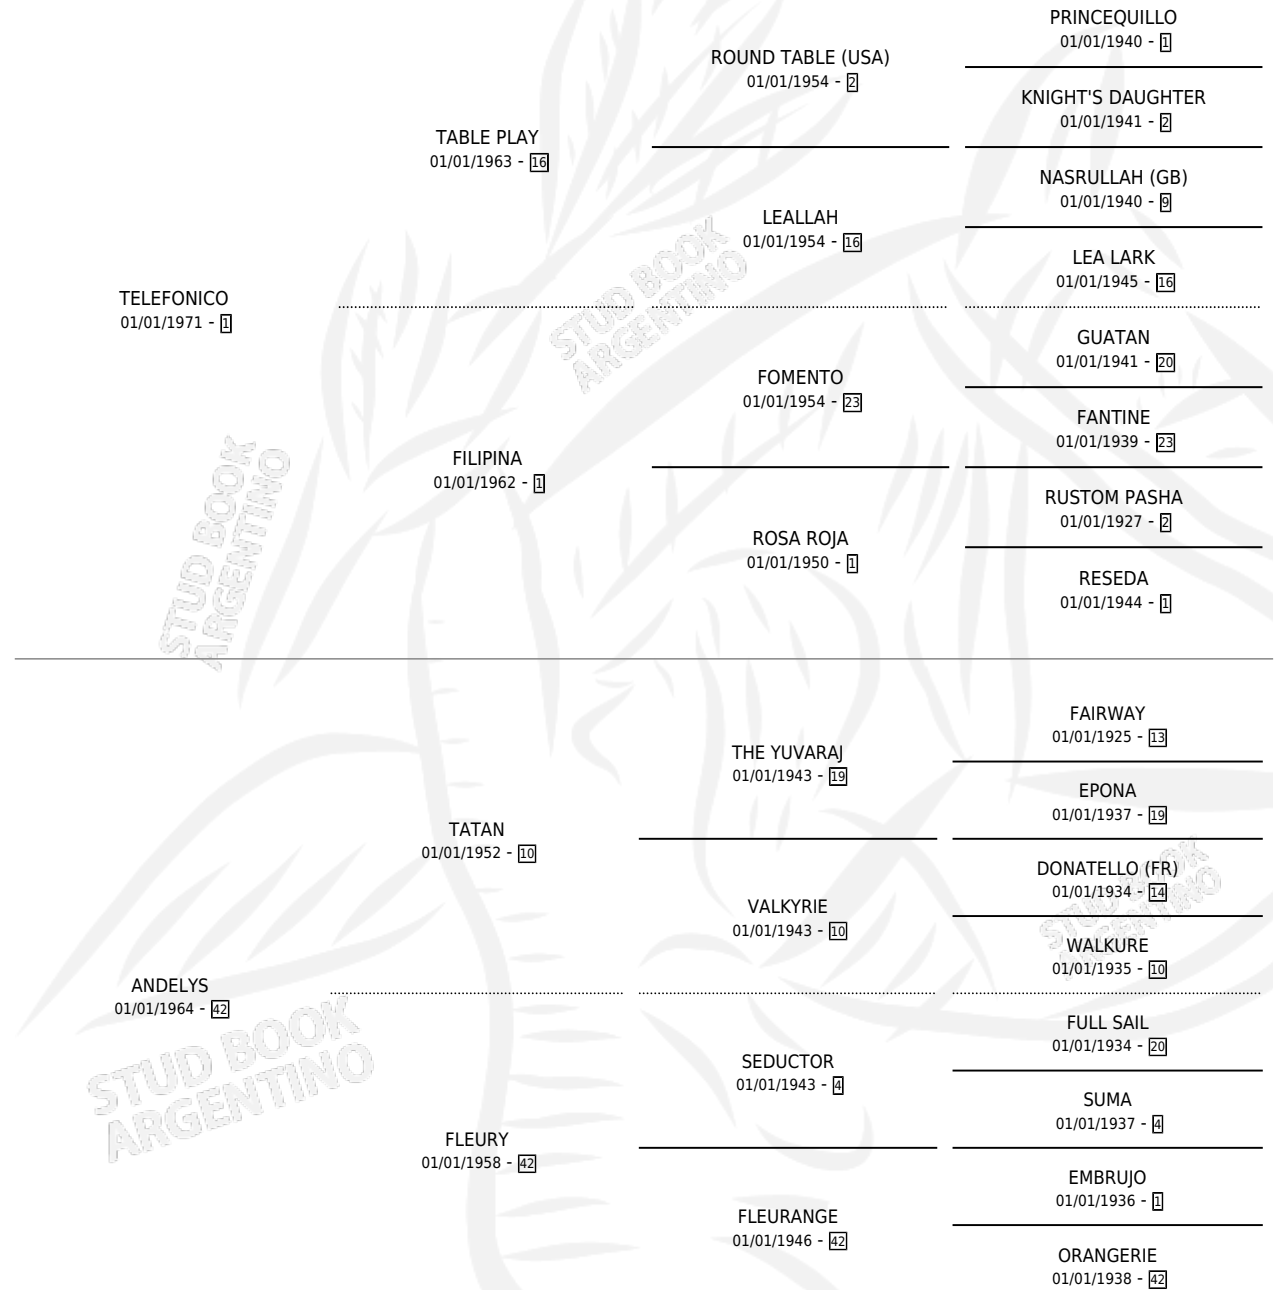 PRINCEQUILLO
01/01/1940 - 1
ROUND TABLE (USA)
01/01/1954 - 2
KNIGHT'S DAUGHTER
01/01/1941 - 2
TABLE PLAY
01/01/1963 - 16
NASRULLAH (GB)
01/01/1940 - 9
LEALLAH
01/01/1954 - 16
LEA LARK
01/01/1945 - 16
TELEFONICO
01/01/1971 - 1
GUATAN
01/01/1941 - 20
FOMENTO
01/01/1954 - 23
FANTINE
01/01/1939 - 23
FILIPINA
01/01/1962 - 1
RUSTOM PASHA
01/01/1927 - 2
ROSA ROJA
01/01/1950 - 1
RESEDA
01/01/1944 - 1
STUD BOOK
ARGENTINO
STUD BOOK
ARGENTINO
FAIRWAY
01/01/1925 - 13
THE YUVARAJ
01/01/1943 - 19
EPONA
01/01/1937 - 19
TATAN
01/01/1952 - 10
DONATELLO (FR)
01/01/1934 - 14
VALKYRIE
01/01/1943 - 10
WALKURE
01/01/1935 - 10
STUD BOOK
ARGENTINO
ANDELYS
01/01/1964 - 42
FULL SAIL
01/01/1934 - 20
SEDUCTOR
01/01/1943 - 4
SUMA
01/01/1937 - 4
FLEURY
01/01/1958 - 42
EMBRUJO
01/01/1936 - 1
FLEURANGE
01/01/1946 - 42
ORANGERIE
01/01/1938 - 42
STUD BOOK
ARGENTINO